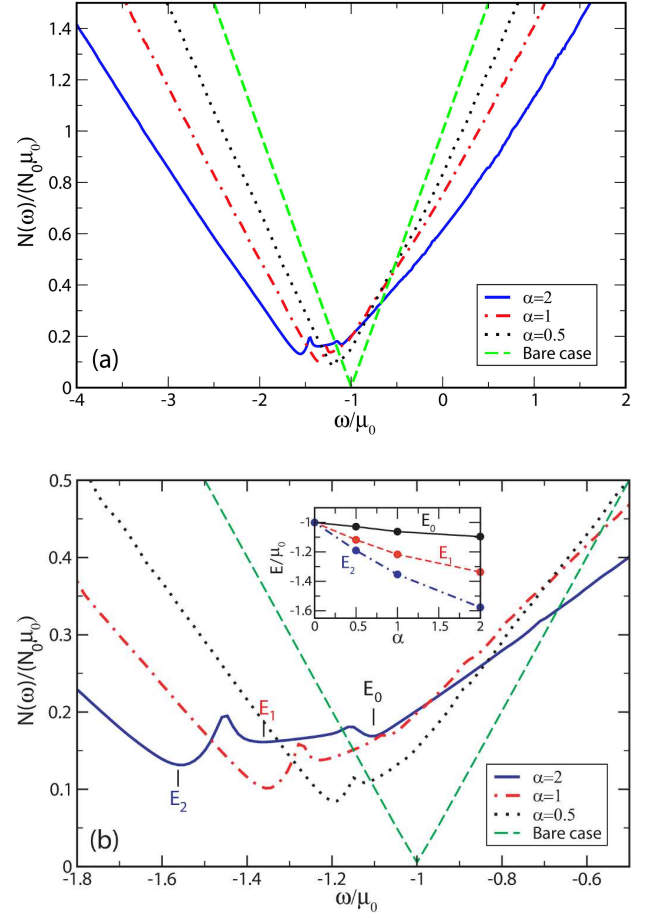 1.4
1.2
1
0.8
0.6
0.4
0.2
0
N(ω)/(N₀μ₀)
(a)
α=2
α=1
α=0.5
Bare case
-4 -3 -2 -1 0 1 2
ω/μ₀
0.5
0.4
0.3
0.2
0.1
0
N(ω)/(N₀μ₀)
-1
-1.2
-1.4
-1.6
E/μ₀
E₀
E₁
E₂
0 0.5 1.0 1.5 2
α
E₁
E₀
E₂
(b)
α=2
α=1
α=0.5
Bare case
-1.8 -1.6 -1.4 -1.2 -1 -0.8 -0.6
ω/μ₀